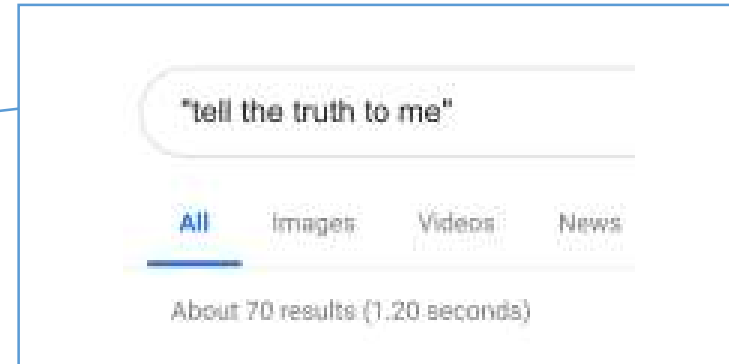 "tell the truth to me"
All Images Videos News
About 70 results (1.20 seconds)